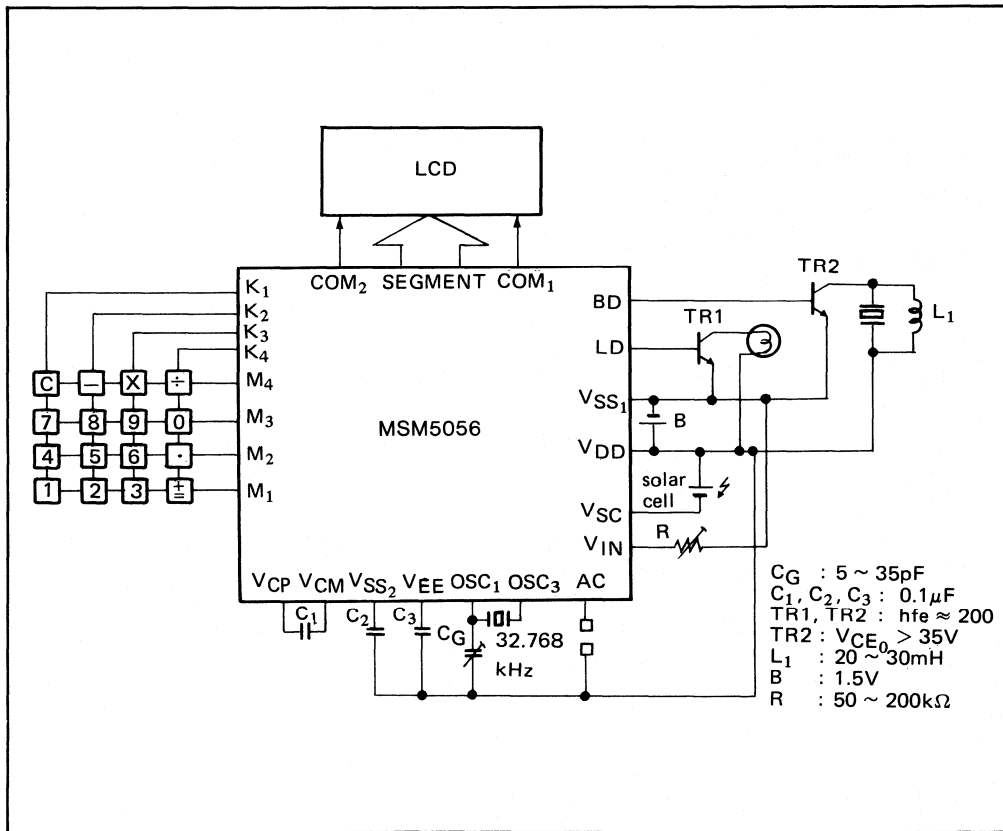 LCD
COM₂ SEGMENT COM₁
K₁
K₂
K₃
K₄
M₄
M₃
M₂
M₁
C − X ÷
7 8 9 0
4 5 6 ·
1 2 3 ±=
MSM5056
BD
LD
VSS₁
VDD
VSC
VIN
TR1
TR2
L₁
B
solar
cell
R
VCP VCM VSS₂ VEE OSC₁ OSC₃ AC
C₁
C₂
C₃
CG
32.768
kHz
CG : 5 ~ 35pF
C₁, C₂, C₃ : 0.1μF
TR1, TR2 : hfe ≈ 200
TR2 : VCE₀ > 35V
L₁ : 20 ~ 30mH
B : 1.5V
R : 50 ~ 200kΩ